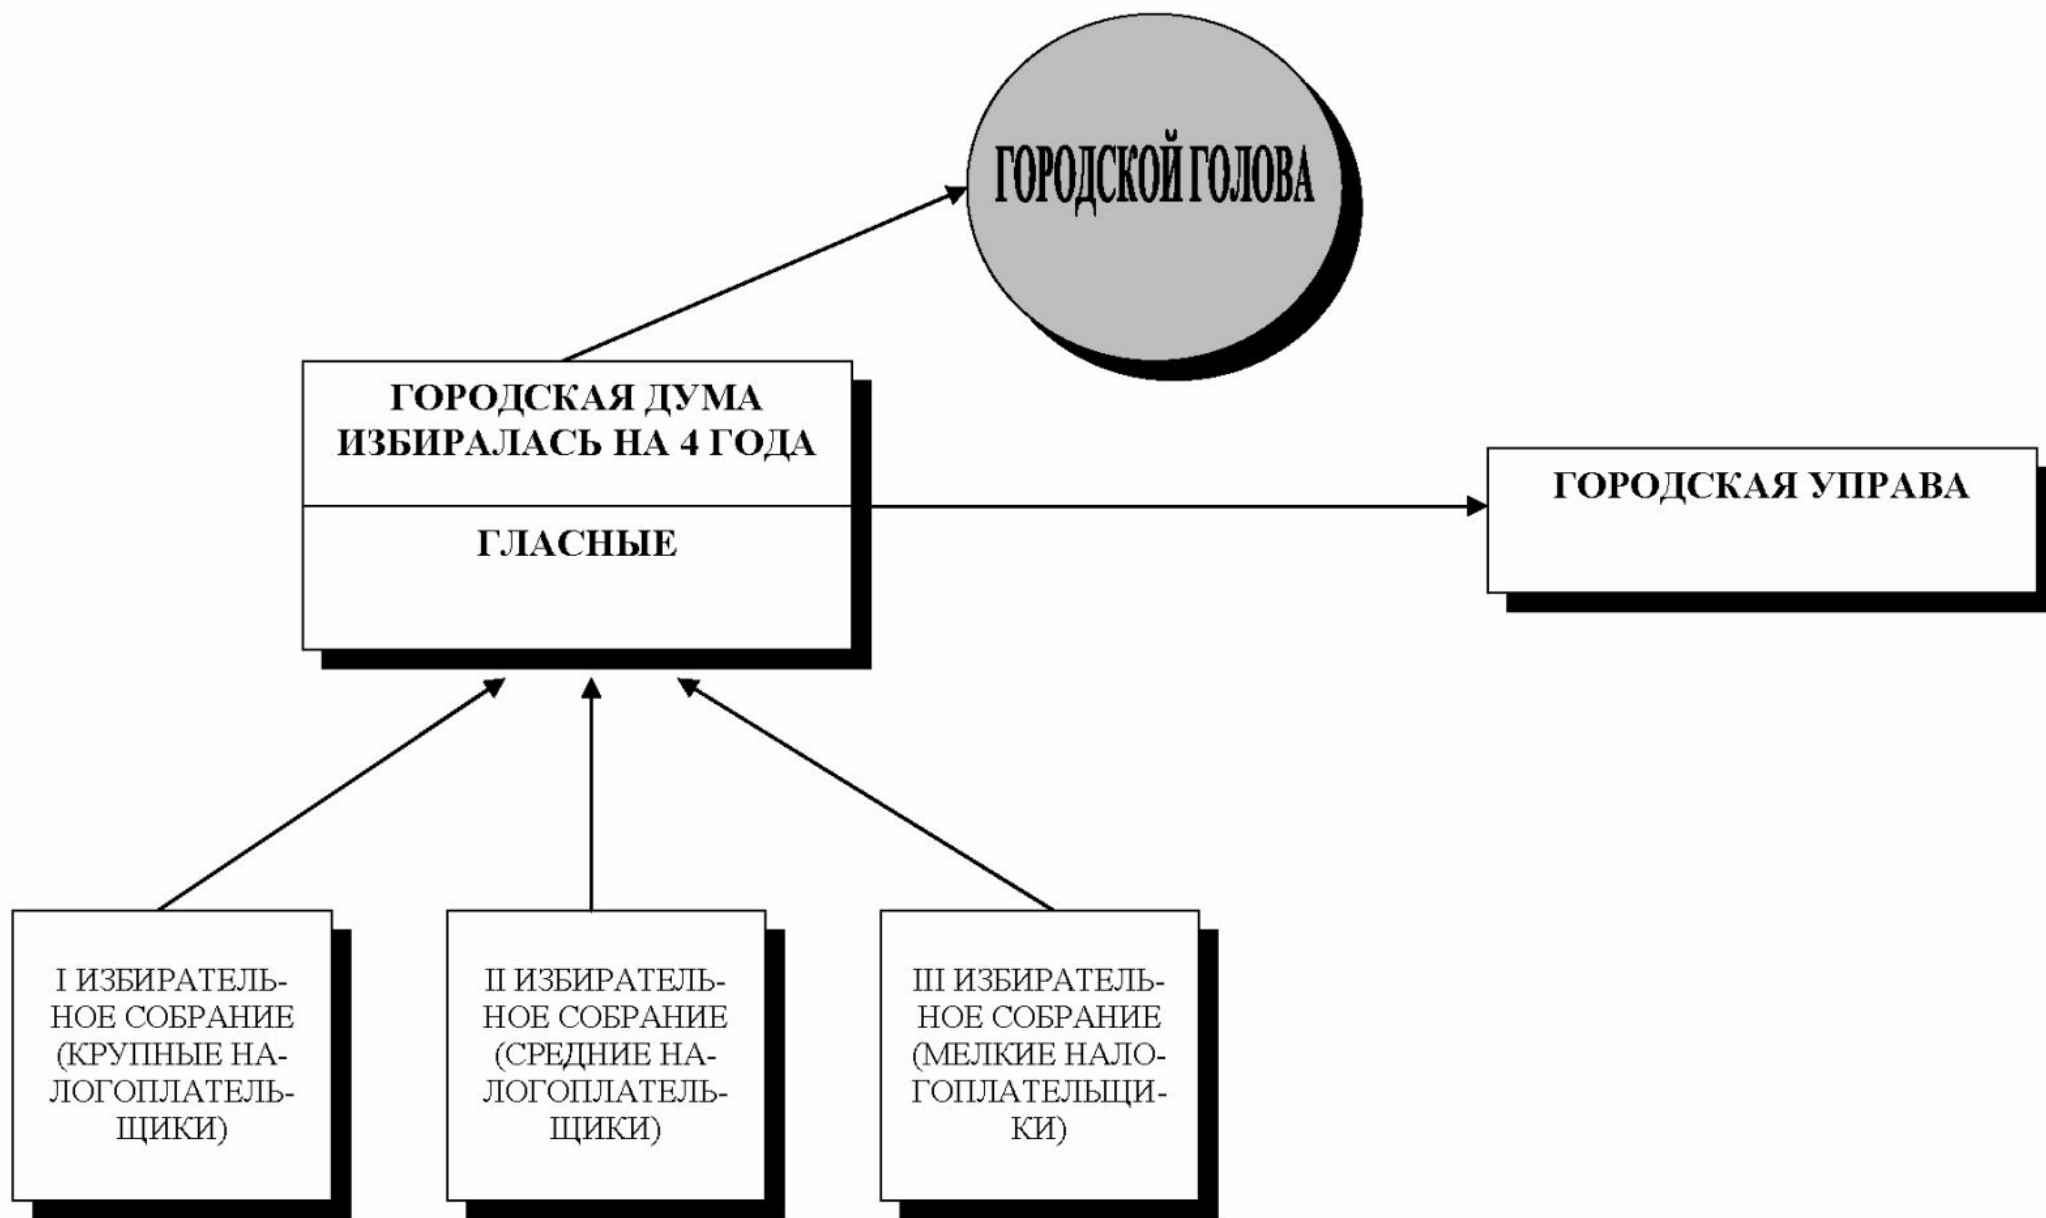 ГОРОДСКОЙ ГОЛОВА
ГОРОДСКАЯ ДУМА
ИЗБИРАЛАСЬ НА 4 ГОДА
ГЛАСНЫЕ
ГОРОДСКАЯ УПРАВА
I ИЗБИРАТЕЛЬ-
НОЕ СОБРАНИЕ
(КРУПНЫЕ НА-
ЛОГОПЛАТЕЛЬ-
ЩИКИ)
II ИЗБИРАТЕЛЬ-
НОЕ СОБРАНИЕ
(СРЕДНИЕ НА-
ЛОГОПЛАТЕЛЬ-
ЩИКИ)
III ИЗБИРАТЕЛЬ-
НОЕ СОБРАНИЕ
(МЕЛКИЕ НАЛО-
ГОПЛАТЕЛЬЩИ-
КИ)